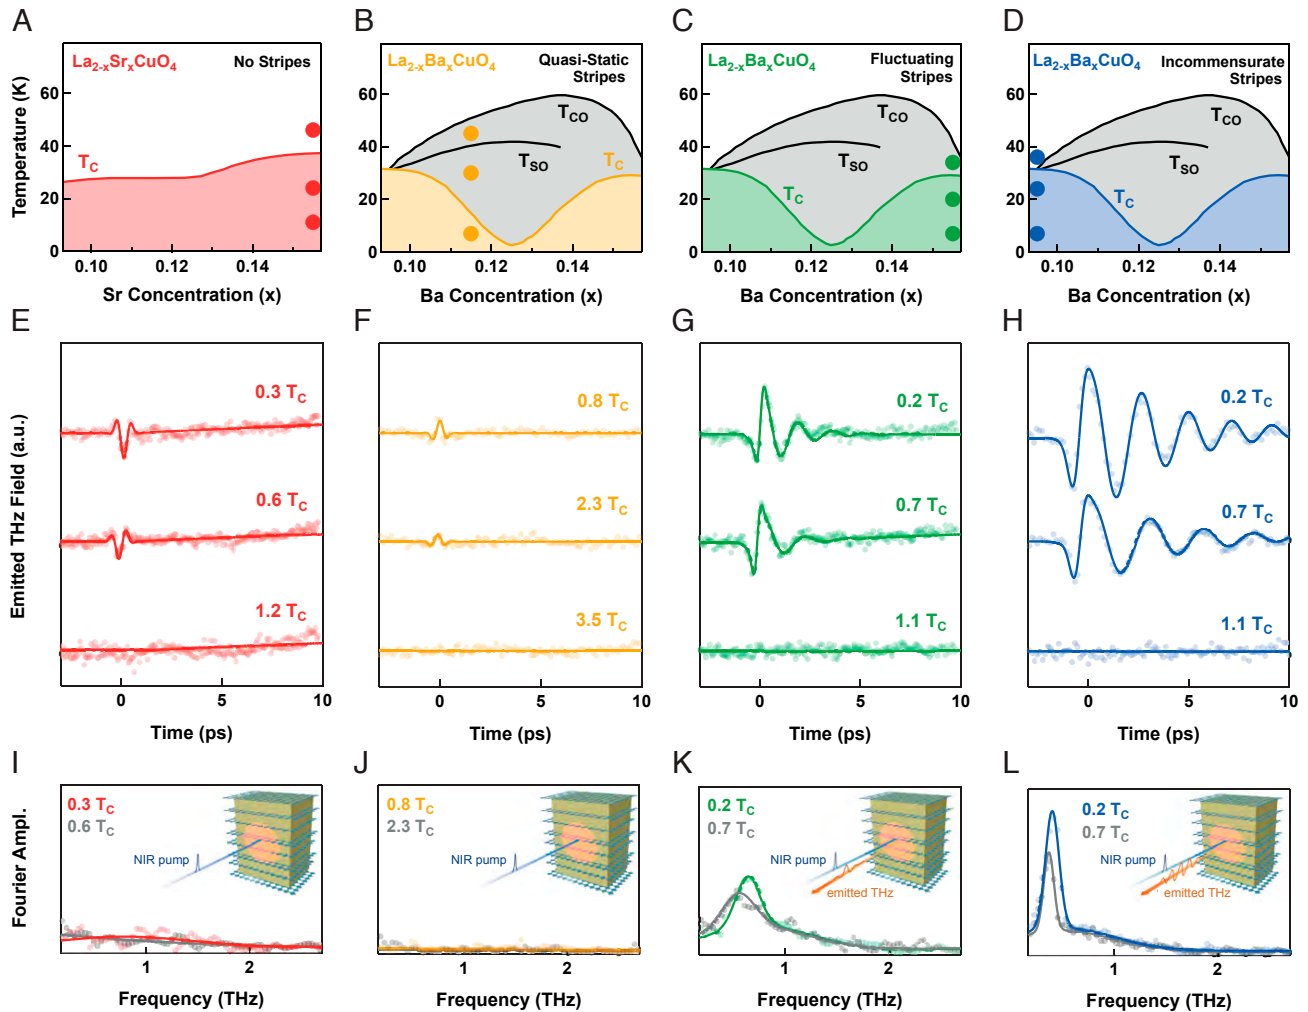 A
B
C
D
La2-xSrxCuO4
No Stripes
La2-xBaxCuO4
Quasi-Static
Stripes
La2-xBaxCuO4
Fluctuating
Stripes
La2-xBaxCuO4
Incommensurate
Stripes
Temperature (K)
60
40
20
0
TC
60
40
20
0
TCO
TSO
TC
60
40
20
0
TCO
TSO
TC
60
40
20
0
TCO
TSO
TC
0.10 0.12 0.14
0.10 0.12 0.14
0.10 0.12 0.14
0.10 0.12 0.14
Sr Concentration (x)
Ba Concentration (x)
Ba Concentration (x)
Ba Concentration (x)
E
F
G
H
Emitted THz Field (a.u.)
0.3 TC
0.6 TC
1.2 TC
0.8 TC
2.3 TC
3.5 TC
0.2 TC
0.7 TC
1.1 TC
0.2 TC
0.7 TC
1.1 TC
0 5 10
0 5 10
0 5 10
0 5 10
Time (ps)
Time (ps)
Time (ps)
Time (ps)
I
J
K
L
Fourier Ampl.
0.3 TC
0.6 TC
NIR pump
0.8 TC
2.3 TC
NIR pump
0.2 TC
0.7 TC
NIR pump
emitted THz
0.2 TC
0.7 TC
NIR pump
emitted THz
1 2
1 2
1 2
1 2
Frequency (THz)
Frequency (THz)
Frequency (THz)
Frequency (THz)